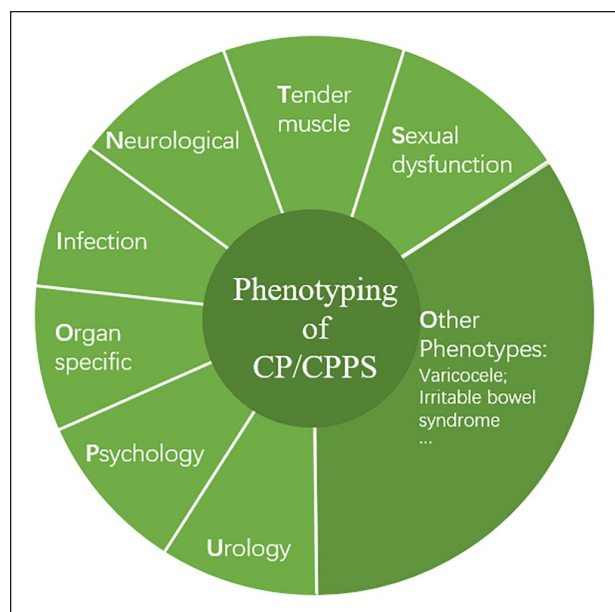 Phenotyping
of
CP/CPPS
Urology
Psychology
Organ
specific
Infection
Neurological
Tender
muscle
Sexual
dysfunction
Other
Phenotypes:
Varicocele;
Irritable bowel
syndrome
...